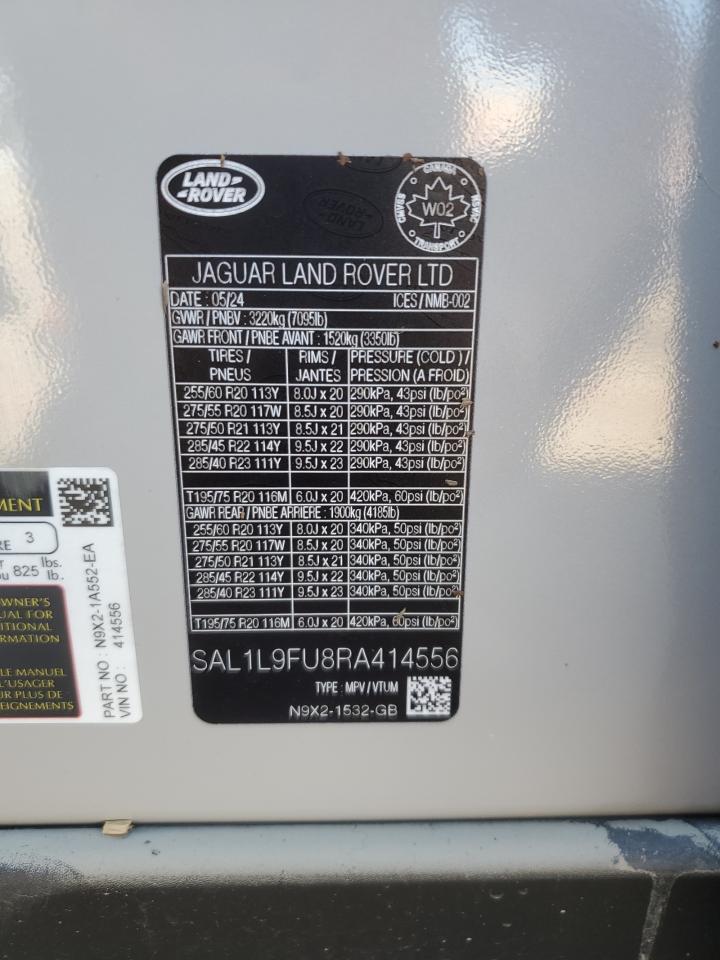 LAND-
-ROVER
CANADA
CMVSS
W02
NSVAC
TRANSPORT
JAGUAR LAND ROVER LTD
DATE : 05/24 ICES / NMB-002
GVWR / PNBV : 3220kg (7095lb)
GAWR FRONT / PNBE AVANT : 1520kg (3350lb)
TIRES / RIMS / PRESSURE (COLD ) /
PNEUS JANTES PRESSION (A FROID)
255/60 R20 113Y 8.0J x 20 290kPa, 43psi (lb/po²)
275/55 R20 117W 8.5J x 20 290kPa, 43psi (lb/po²)
275/50 R21 113Y 8.5J x 21 290kPa, 43psi (lb/po²)
285/45 R22 114Y 9.5J x 22 290kPa, 43psi (lb/po²)
285/40 R23 111Y 9.5J x 23 290kPa, 43psi (lb/po²)
T195/75 R20 116M 6.0J x 20 420kPa, 60psi (lb/po²)
GAWR REAR / PNBE ARRIERE : 1900kg (4185lb)
255/60 R20 113Y 8.0J x 20 340kPa, 50psi (lb/po²)
275/55 R20 117W 8.5J x 20 340kPa, 50psi (lb/po²)
275/50 R21 113Y 8.5J x 21 340kPa, 50psi (lb/po²)
285/45 R22 114Y 9.5J x 22 340kPa, 50psi (lb/po²)
285/40 R23 111Y 9.5J x 23 340kPa, 50psi (lb/po²)
T195/75 R20 116M 6.0J x 20 420kPa, 60psi (lb/po²)
SAL1L9FU8RA414556
TYPE : MPV / VTUM
N9X2-1532-GB
EMENT
RE 3
825 lbs.
lb.
OWNER'S
UAL FOR
ITIONAL
ORMATION
LE MANUEL
L'USAGER
UR PLUS DE
EIGNEMENTS
PART NO : N9X2-1A552-EA
VIN NO : 414556